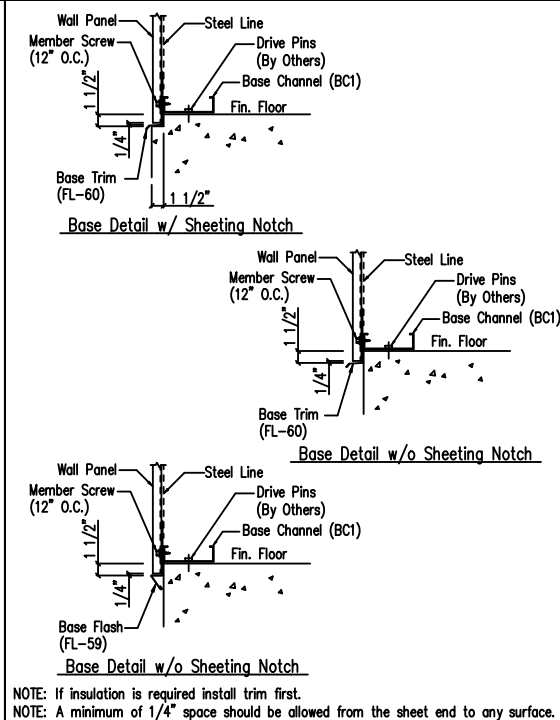 Wall Panel
Steel Line
Member Screw
(12" O.C.)
Drive Pins
(By Others)
Base Channel (BC1)
1 1/2"
Fin. Floor
1/4"
Base Trim
(FL-60)
1 1/2"
Base Detail w/ Sheeting Notch
Wall Panel
Steel Line
Member Screw
(12" O.C.)
Drive Pins
(By Others)
Base Channel (BC1)
1 1/2"
Fin. Floor
1/4"
Base Trim
(FL-60)
Base Detail w/o Sheeting Notch
Wall Panel
Steel Line
Member Screw
(12" O.C.)
Drive Pins
(By Others)
Base Channel (BC1)
1 1/2"
Fin. Floor
1/4"
Base Flash
(FL-59)
Base Detail w/o Sheeting Notch
NOTE: If insulation is required install trim first.
NOTE: A minimum of 1/4" space should be allowed from the sheet end to any surface.